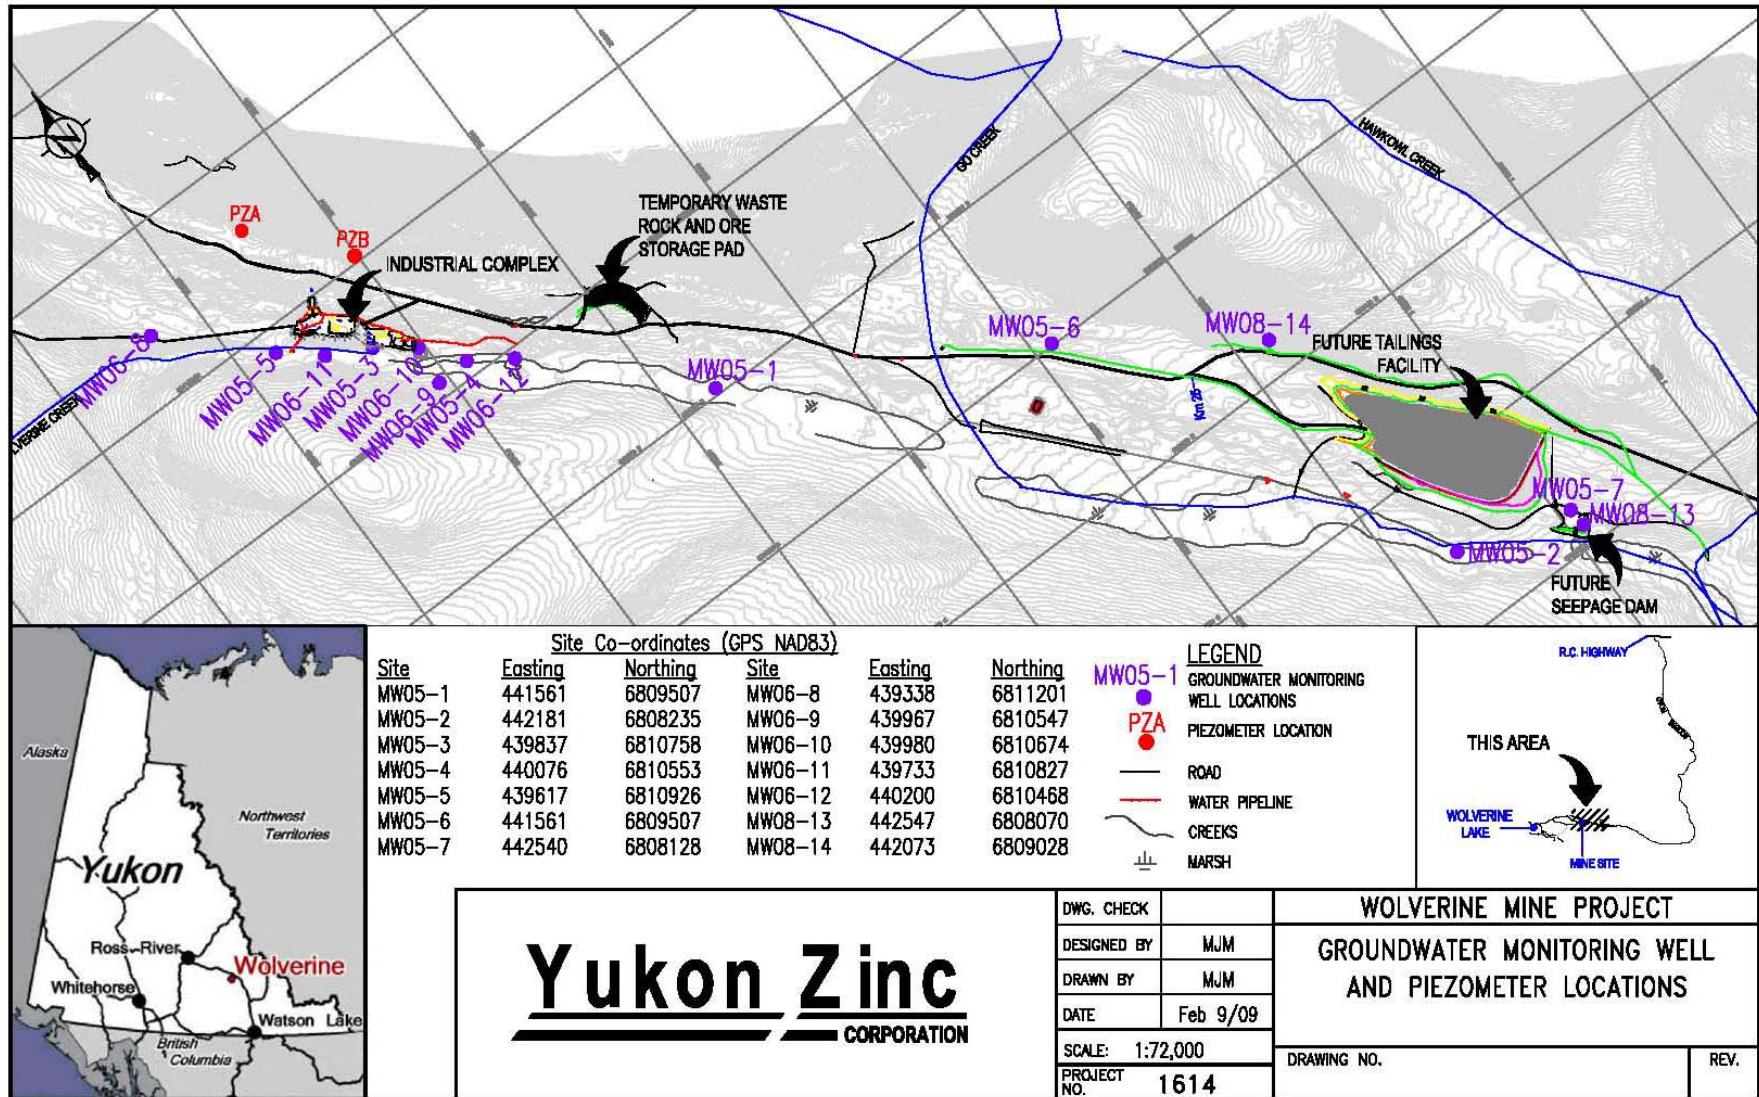 GO CREEK
HAWKOWL CREEK
N
PZA
PZB
INDUSTRIAL COMPLEX
TEMPORARY WASTE
ROCK AND ORE
STORAGE PAD
MW06-8
MW05-5
MW06-11
MW05-3
MW06-10
MW06-9
MW05-4
MW06-12
MW05-1
MW05-6
MW08-14
FUTURE TAILINGS
FACILITY
Km 25
MW05-7
MW08-13
MW05-2
FUTURE
SEEPAGE DAM
VERINE CREEK
Alaska
Northwest
Territories
Yukon
Ross River
Wolverine
Whitehorse
Watson Lake
British
Columbia
Site Co-ordinates (GPS NAD83)
Site Easting Northing Site Easting Northing
MW05-1 441561 6809507 MW06-8 439338 6811201
MW05-2 442181 6808235 MW06-9 439967 6810547
MW05-3 439837 6810758 MW06-10 439980 6810674
MW05-4 440076 6810553 MW06-11 439733 6810827
MW05-5 439617 6810926 MW06-12 440200 6810468
MW05-6 441561 6809507 MW08-13 442547 6808070
MW05-7 442540 6808128 MW08-14 442073 6809028
LEGEND
MW05-1 GROUNDWATER MONITORING
WELL LOCATIONS
PZA PIEZOMETER LOCATION
ROAD
WATER PIPELINE
CREEKS
MARSH
R.C. HIGHWAY
THIS AREA
WOLVERINE
LAKE
MINE SITE
Yukon Zinc
CORPORATION
DWG. CHECK
DESIGNED BY MJM
DRAWN BY MJM
DATE Feb 9/09
SCALE: 1:72,000
PROJECT
NO. 1614
WOLVERINE MINE PROJECT
GROUNDWATER MONITORING WELL
AND PIEZOMETER LOCATIONS
DRAWING NO.
REV.